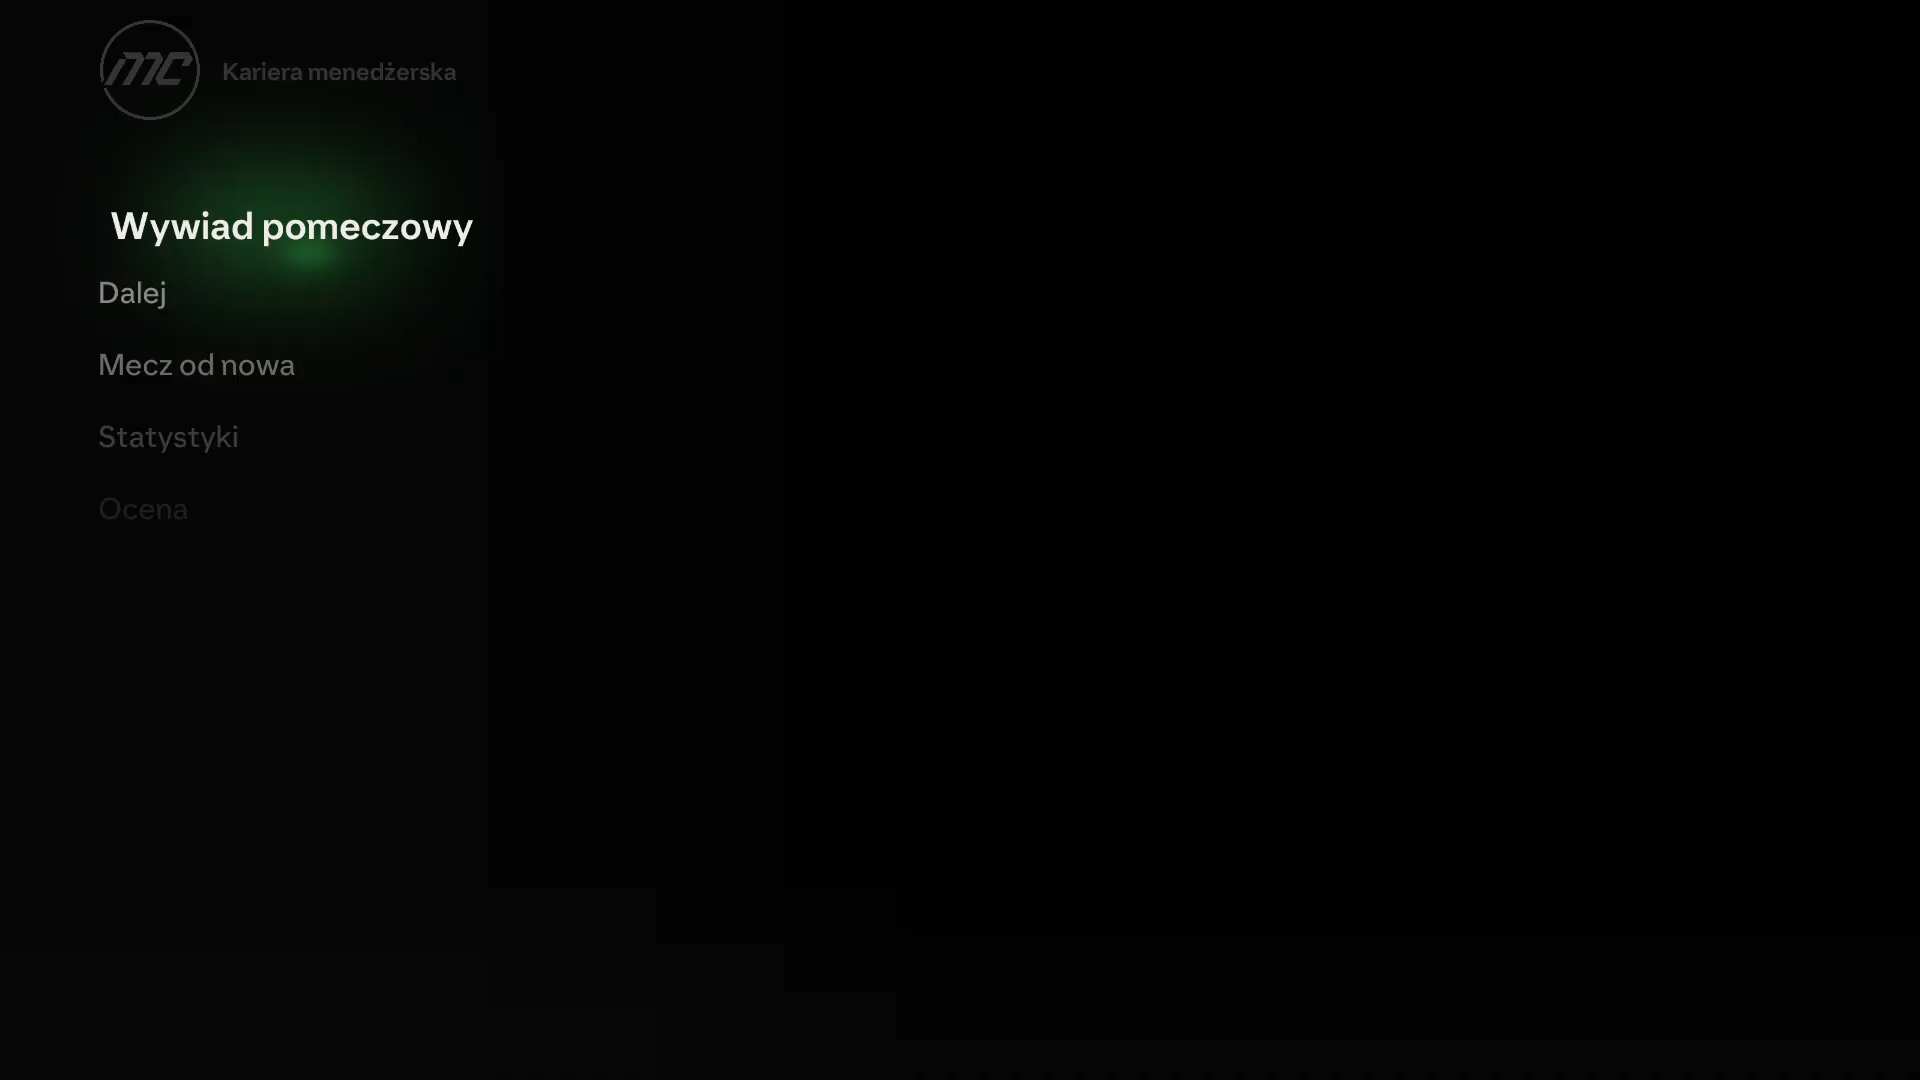 MC Kariera menedżerska
Wywiad pomeczowy
Dalej
Mecz od nowa
Statystyki
Ocena